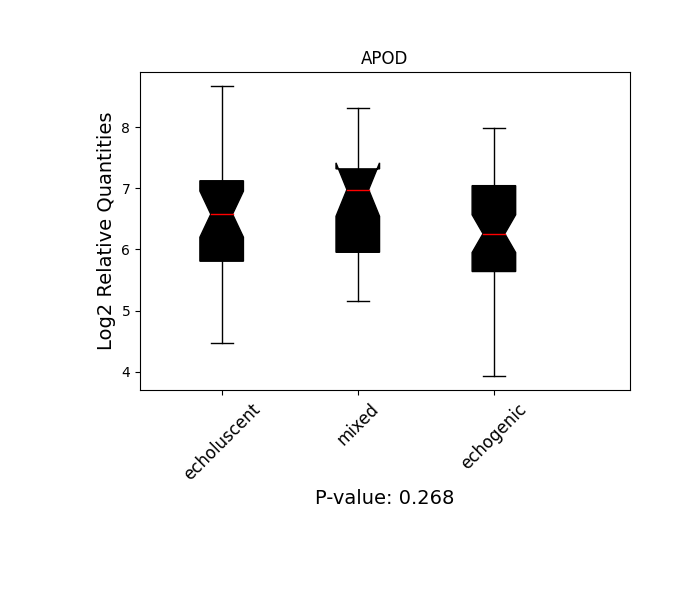 APOD
Log2 Relative Quantities
8
7
6
5
4
echoluscent
mixed
echogenic
P-value: 0.268